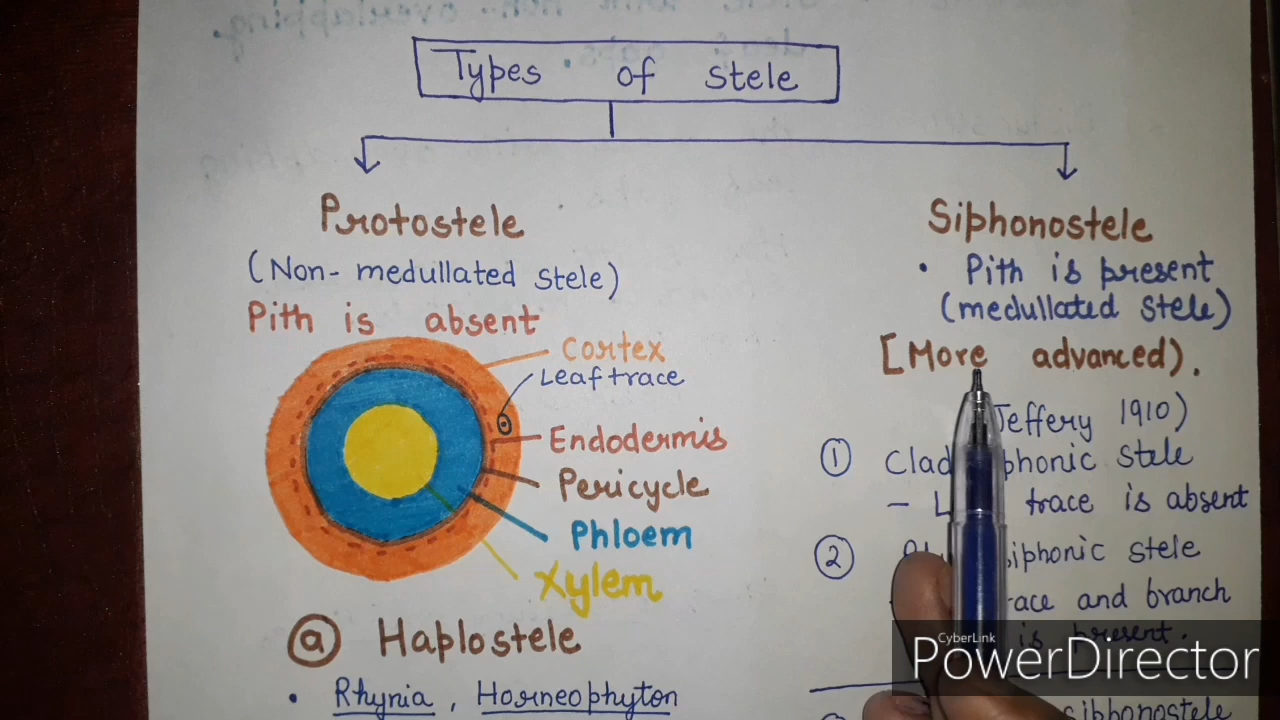 Types of stele
Protostele
(Non-medullated stele)
Pith is absent
Cortex
Leaf trace
Endodermis
Pericycle
Phloem
Xylem
ⓐ Haplostele
• Rhynia, Horneophyton
Siphonostele
• Pith is present
(medullated stele)
[More advanced).
Jeffery 1910)
① Clad phonic stele
- trace is absent
② siphonic stele
and branch
is present.
CyberLink
PowerDirector